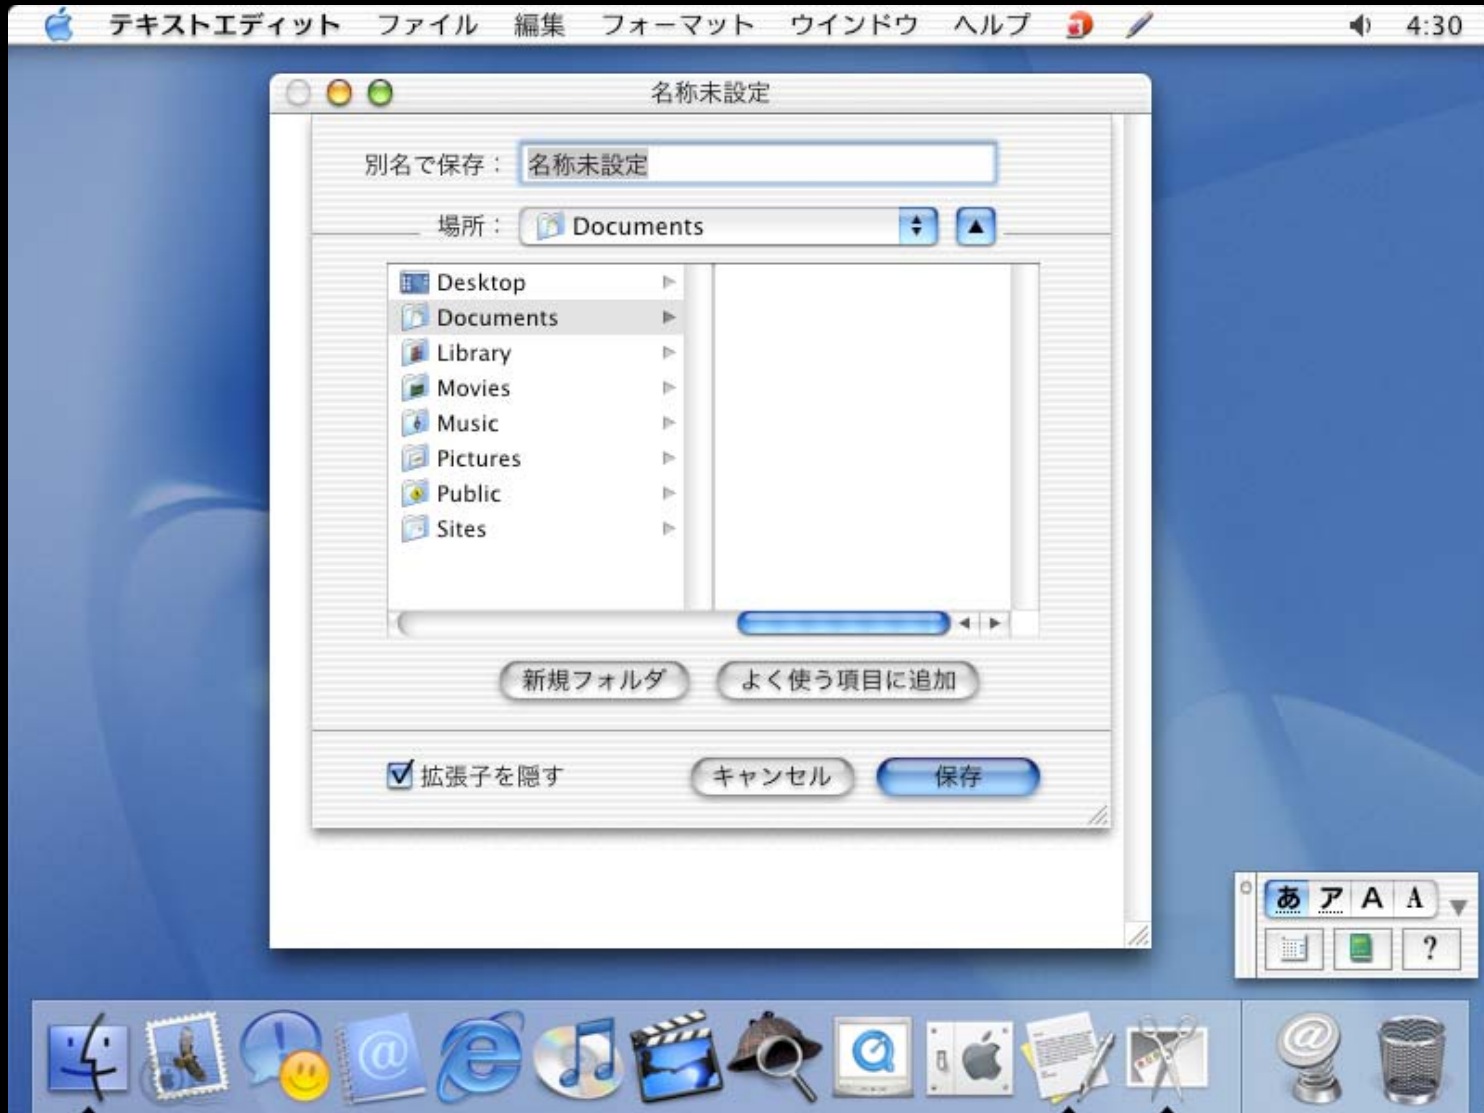 テキストエディット ファイル 編集 フォーマット ウインドウ ヘルプ 4:30
名称未設定
別名で保存： 名称未設定
場所： Documents
Desktop
Documents
Library
Movies
Music
Pictures
Public
Sites
新規フォルダ よく使う項目に追加
拡張子を隠す キャンセル 保存
あ ア A A
?